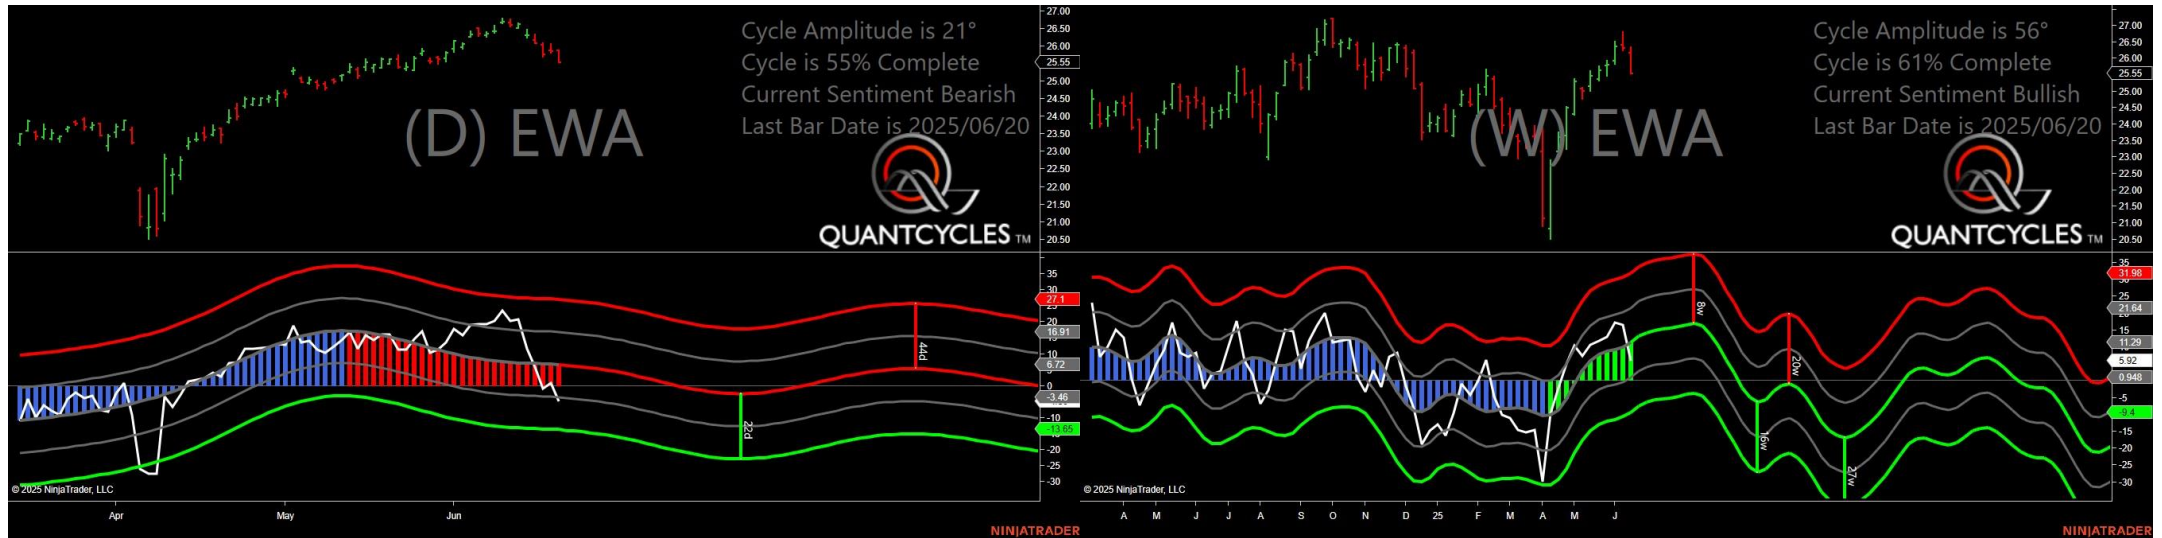 Cycle Amplitude is 21°
Cycle is 55% Complete
Current Sentiment Bearish
Last Bar Date is 2025/06/20
(D) EWA
QUANTCYCLES TM
27.00
26.50
26.00
25.55
25.00
24.50
24.00
23.50
23.00
22.50
22.00
21.50
21.00
20.50
35
30
27.1
25
20
16.91
15
10
6.72
0
-3.46
-10
-13.65
-20
-25
-30
44d
22d
© 2025 NinjaTrader, LLC
Apr May Jun
NINJATRADER
Cycle Amplitude is 56°
Cycle is 61% Complete
Current Sentiment Bullish
Last Bar Date is 2025/06/20
(W) EWA
QUANTCYCLES TM
27.00
26.50
26.00
25.55
25.00
24.50
24.00
23.50
23.00
22.50
22.00
21.50
21.00
20.50
35
31.98
30
25
21.64
15
11.29
5.92
0.948
-5
-9.4
-15
-20
-25
-30
8w
20w
16w
27w
© 2025 NinjaTrader, LLC
A M J J A S O N D 25 F M A M J
NINJATRADER